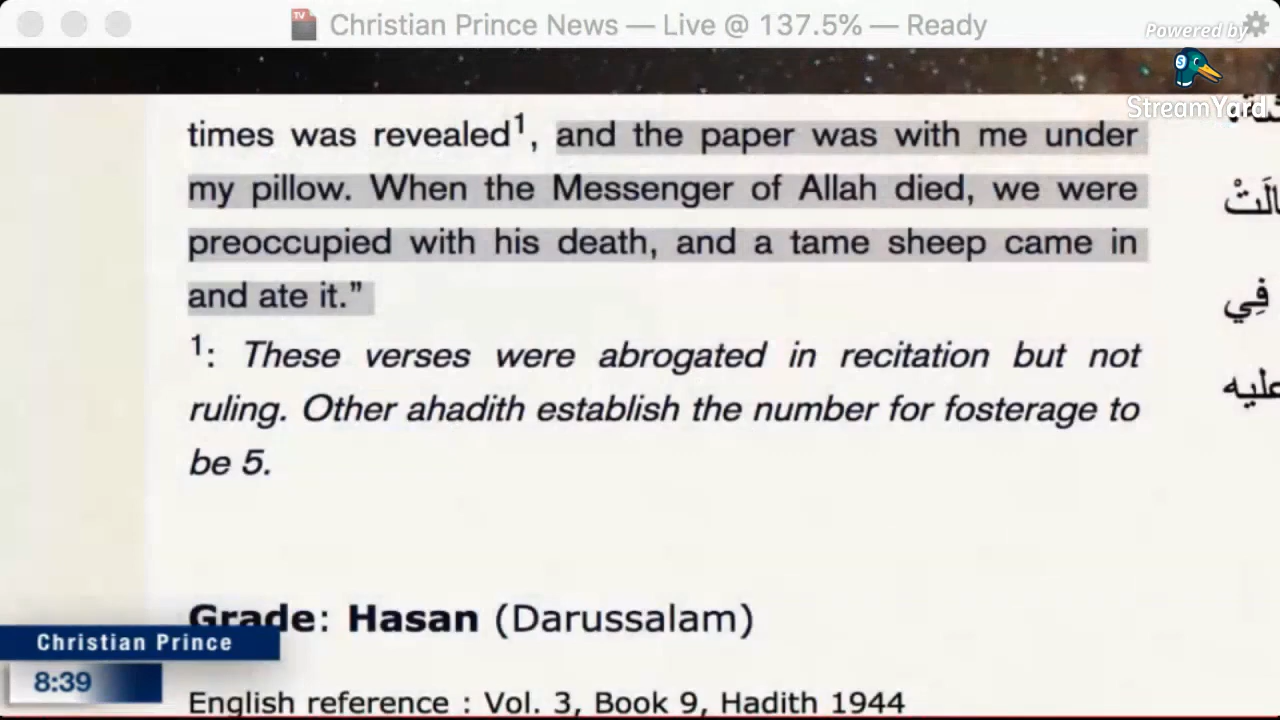 Christian Prince News — Live @ 137.5% — Ready
Powered by
StreamYard
times was revealed¹, and the paper was with me under
my pillow. When the Messenger of Allah died, we were
preoccupied with his death, and a tame sheep came in
and ate it.”
¹: These verses were abrogated in recitation but not
ruling. Other ahadith establish the number for fosterage to
be 5.
فِي
عليه
Grade: Hasan (Darussalam)
Christian Prince
8:39
English reference : Vol. 3, Book 9, Hadith 1944